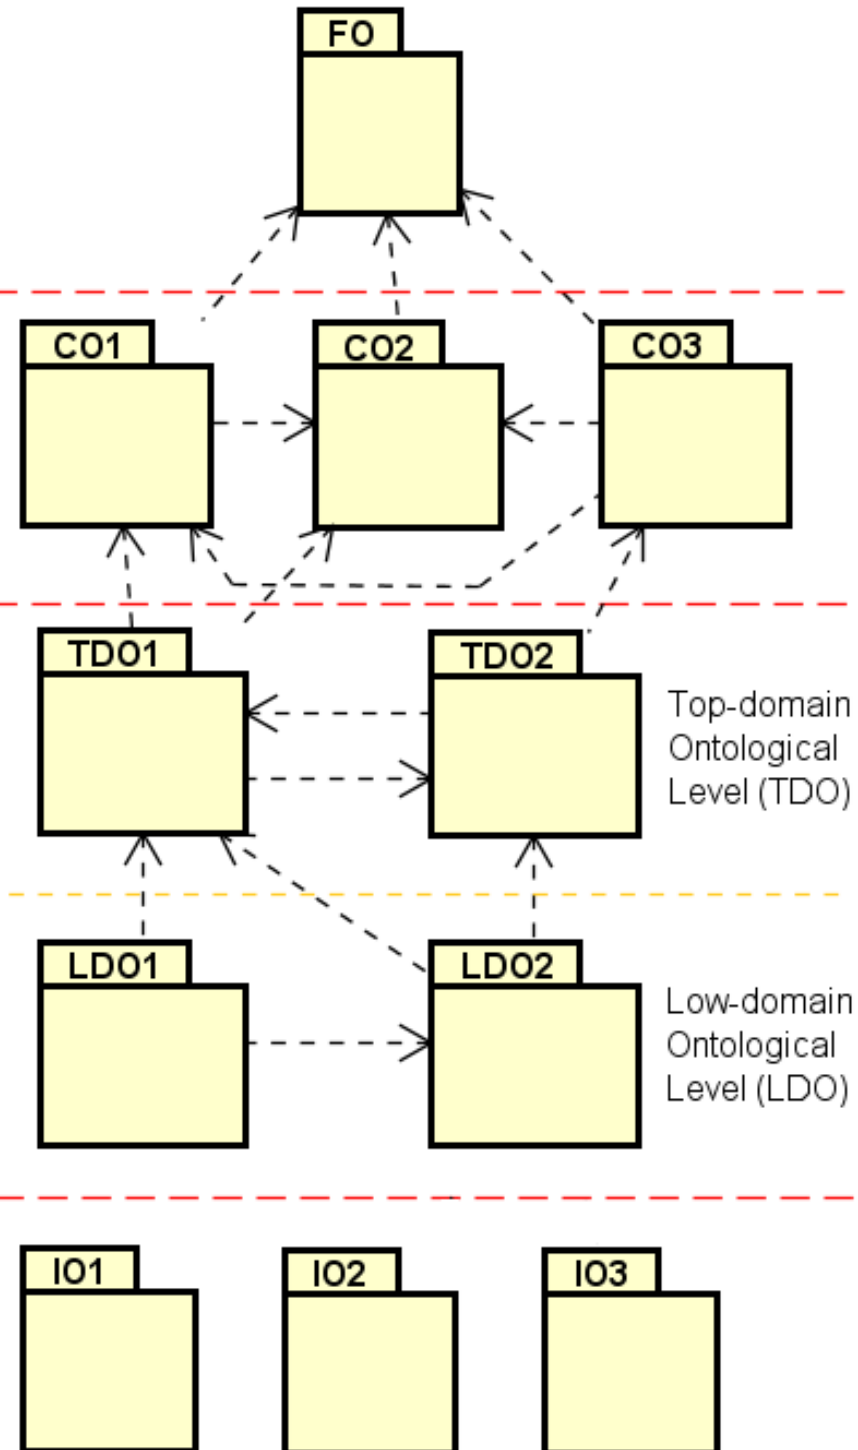 FO
CO1
CO2
CO3
TDO1
TDO2
Top-domain
Ontological
Level (TDO)
LDO1
LDO2
Low-domain
Ontological
Level (LDO)
IO1
IO2
IO3